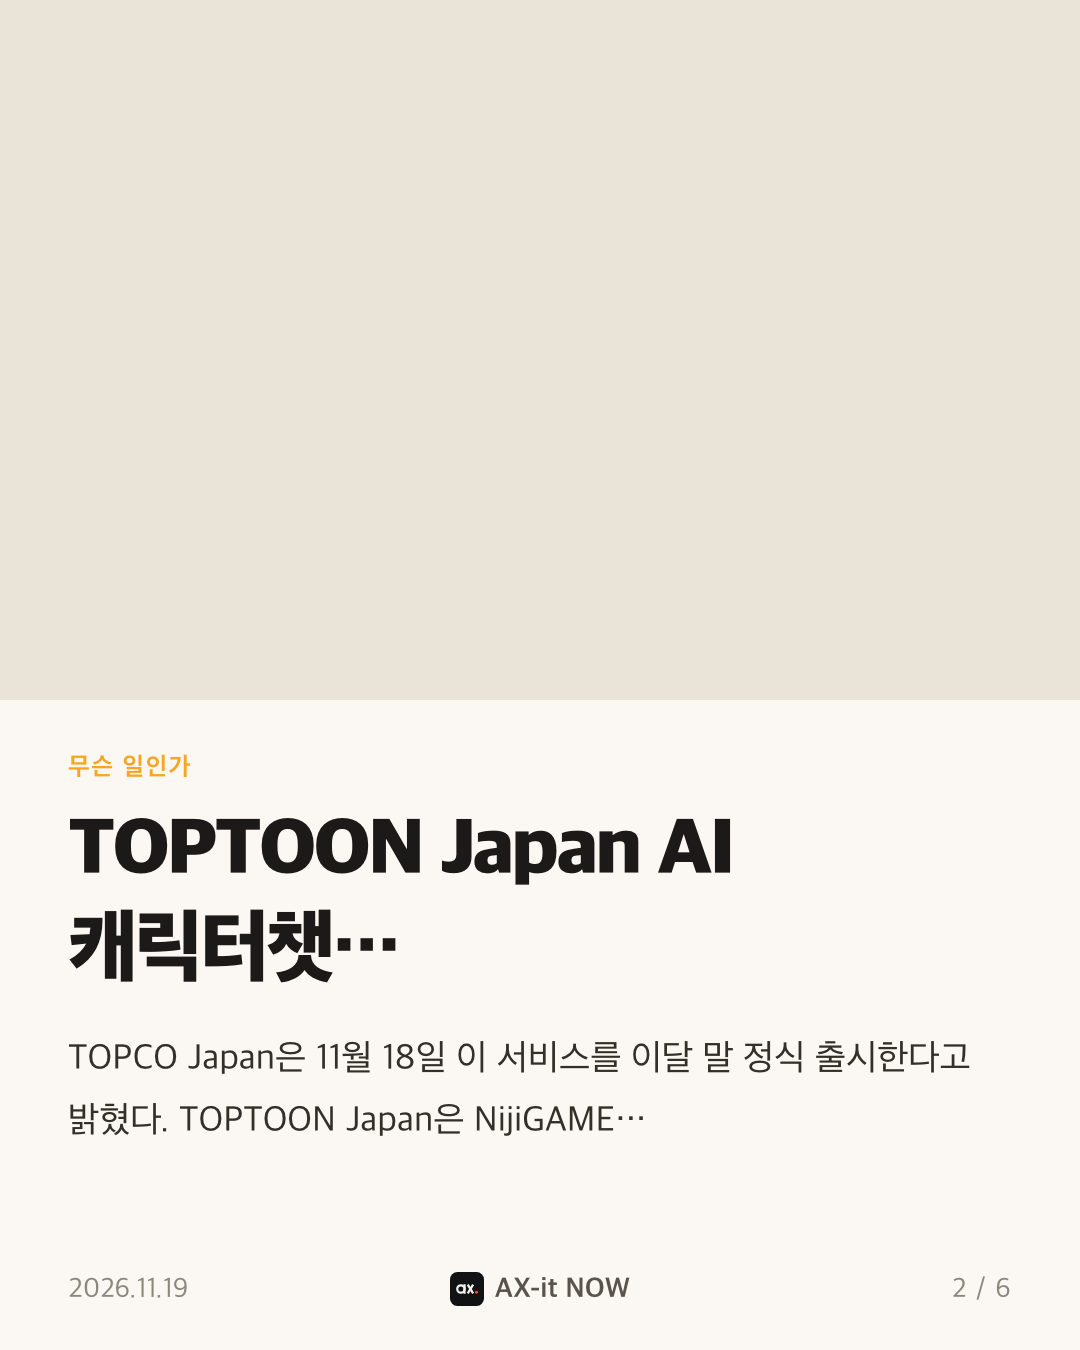 무슨 일인가
TOPTOON Japan AI
캐릭터챗…
TOPCO Japan은 11월 18일 이 서비스를 이달 말 정식 출시한다고
밝혔다. TOPTOON Japan은 NijiGAME…
2026.11.19
ax. AX-it NOW
2 / 6